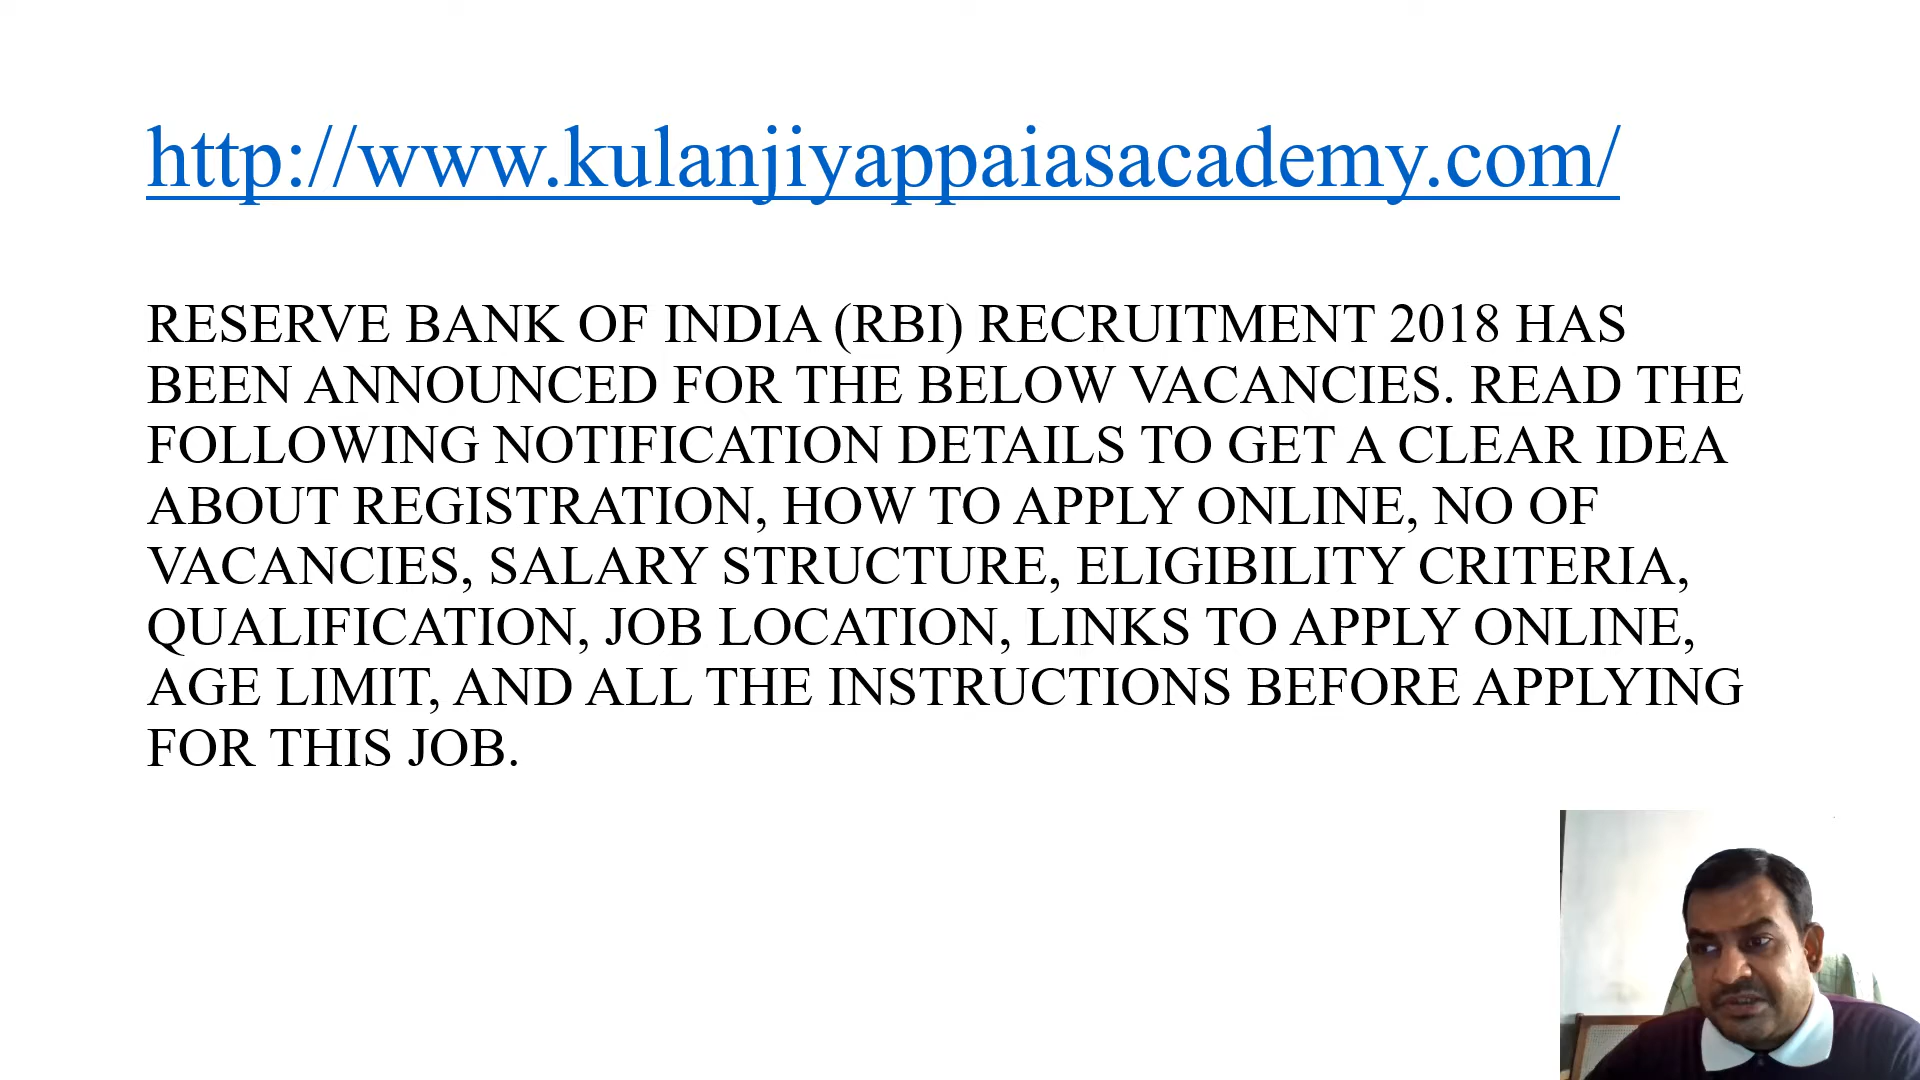 http://www.kulanjiyappaiasacademy.com/
RESERVE BANK OF INDIA (RBI) RECRUITMENT 2018 HAS
BEEN ANNOUNCED FOR THE BELOW VACANCIES. READ THE
FOLLOWING NOTIFICATION DETAILS TO GET A CLEAR IDEA
ABOUT REGISTRATION, HOW TO APPLY ONLINE, NO OF
VACANCIES, SALARY STRUCTURE, ELIGIBILITY CRITERIA,
QUALIFICATION, JOB LOCATION, LINKS TO APPLY ONLINE,
AGE LIMIT, AND ALL THE INSTRUCTIONS BEFORE APPLYING
FOR THIS JOB.